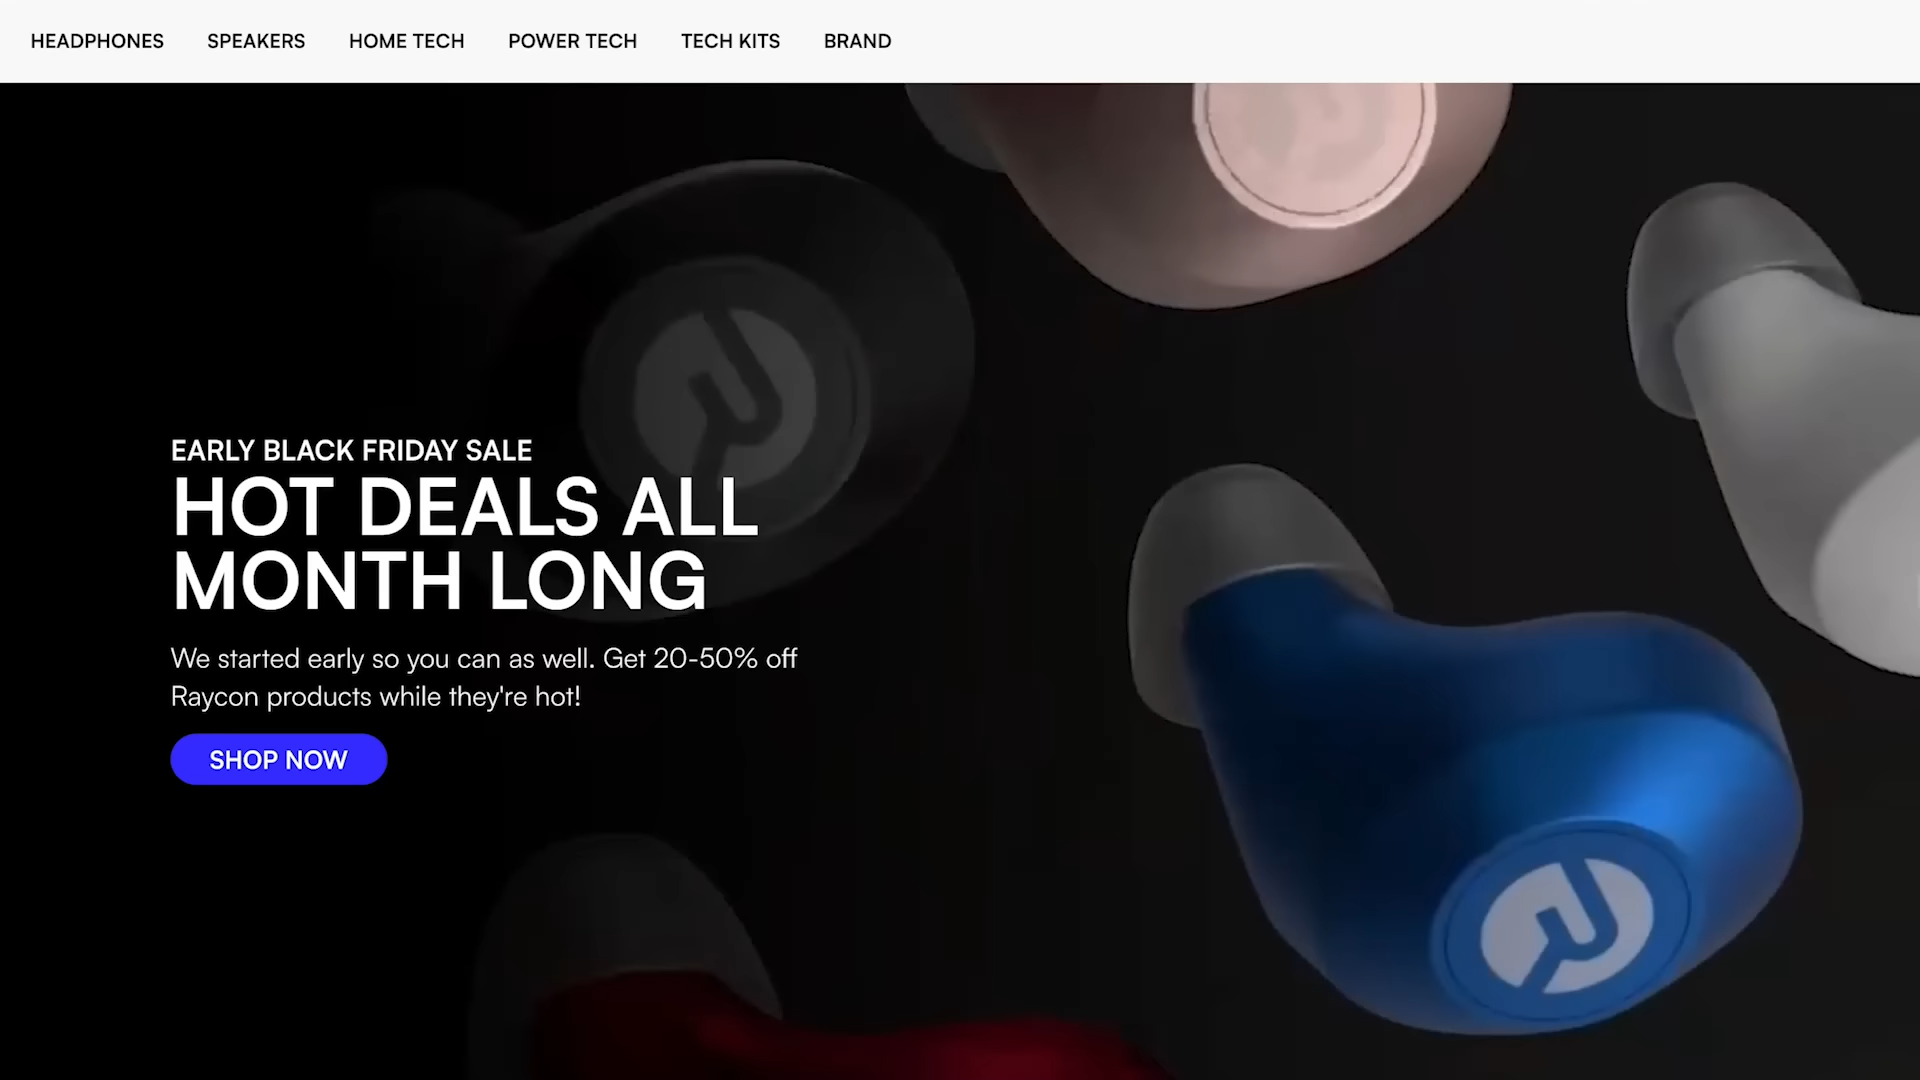 HEADPHONES SPEAKERS HOME TECH POWER TECH TECH KITS BRAND
EARLY BLACK FRIDAY SALE
HOT DEALS ALL
MONTH LONG
We started early so you can as well. Get 20-50% off
Raycon products while they're hot!
SHOP NOW